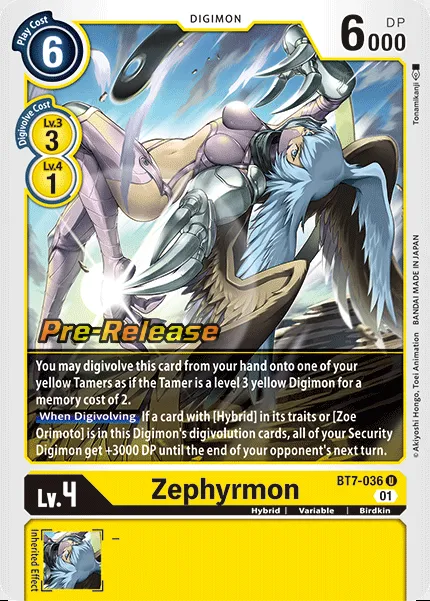 DIGIMON
Play Cost
6
DP
6000
Digivolve Cost
Lv.3
3
Lv.4
1
Tomamikanji
© Akiyoshi Hongo, Toei Animation BANDAI MADE IN JAPAN
Pre-Release
You may digivolve this card from your hand onto one of your
yellow Tamers as if the Tamer is a level 3 yellow Digimon for a
memory cost of 2.
When Digivolving If a card with [Hybrid] in its traits or [Zoe
Orimoto] is in this Digimon's digivolution cards, all of your Security
Digimon get +3000 DP until the end of your opponent's next turn.
Lv.4
Zephyrmon
BT7-036 U
01
Hybrid | Variable | Birdkin
Inherited Effect
–